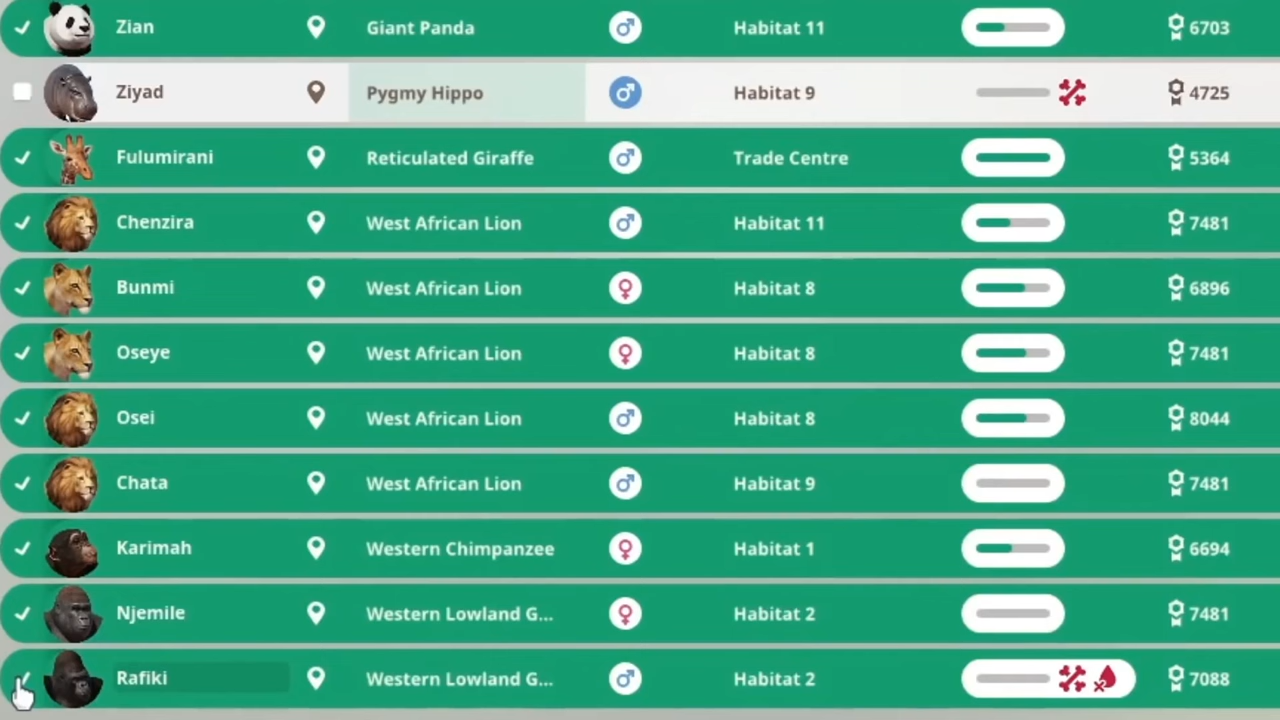 Zian Giant Panda Habitat 11 6703
Ziyad Pygmy Hippo Habitat 9 4725
Fulumirani Reticulated Giraffe Trade Centre 5364
Chenzira West African Lion Habitat 11 7481
Bunmi West African Lion Habitat 8 6896
Oseye West African Lion Habitat 8 7481
Osei West African Lion Habitat 8 8044
Chata West African Lion Habitat 9 7481
Karimah Western Chimpanzee Habitat 1 6694
Njemile Western Lowland G... Habitat 2 7481
Rafiki Western Lowland G... Habitat 2 7088